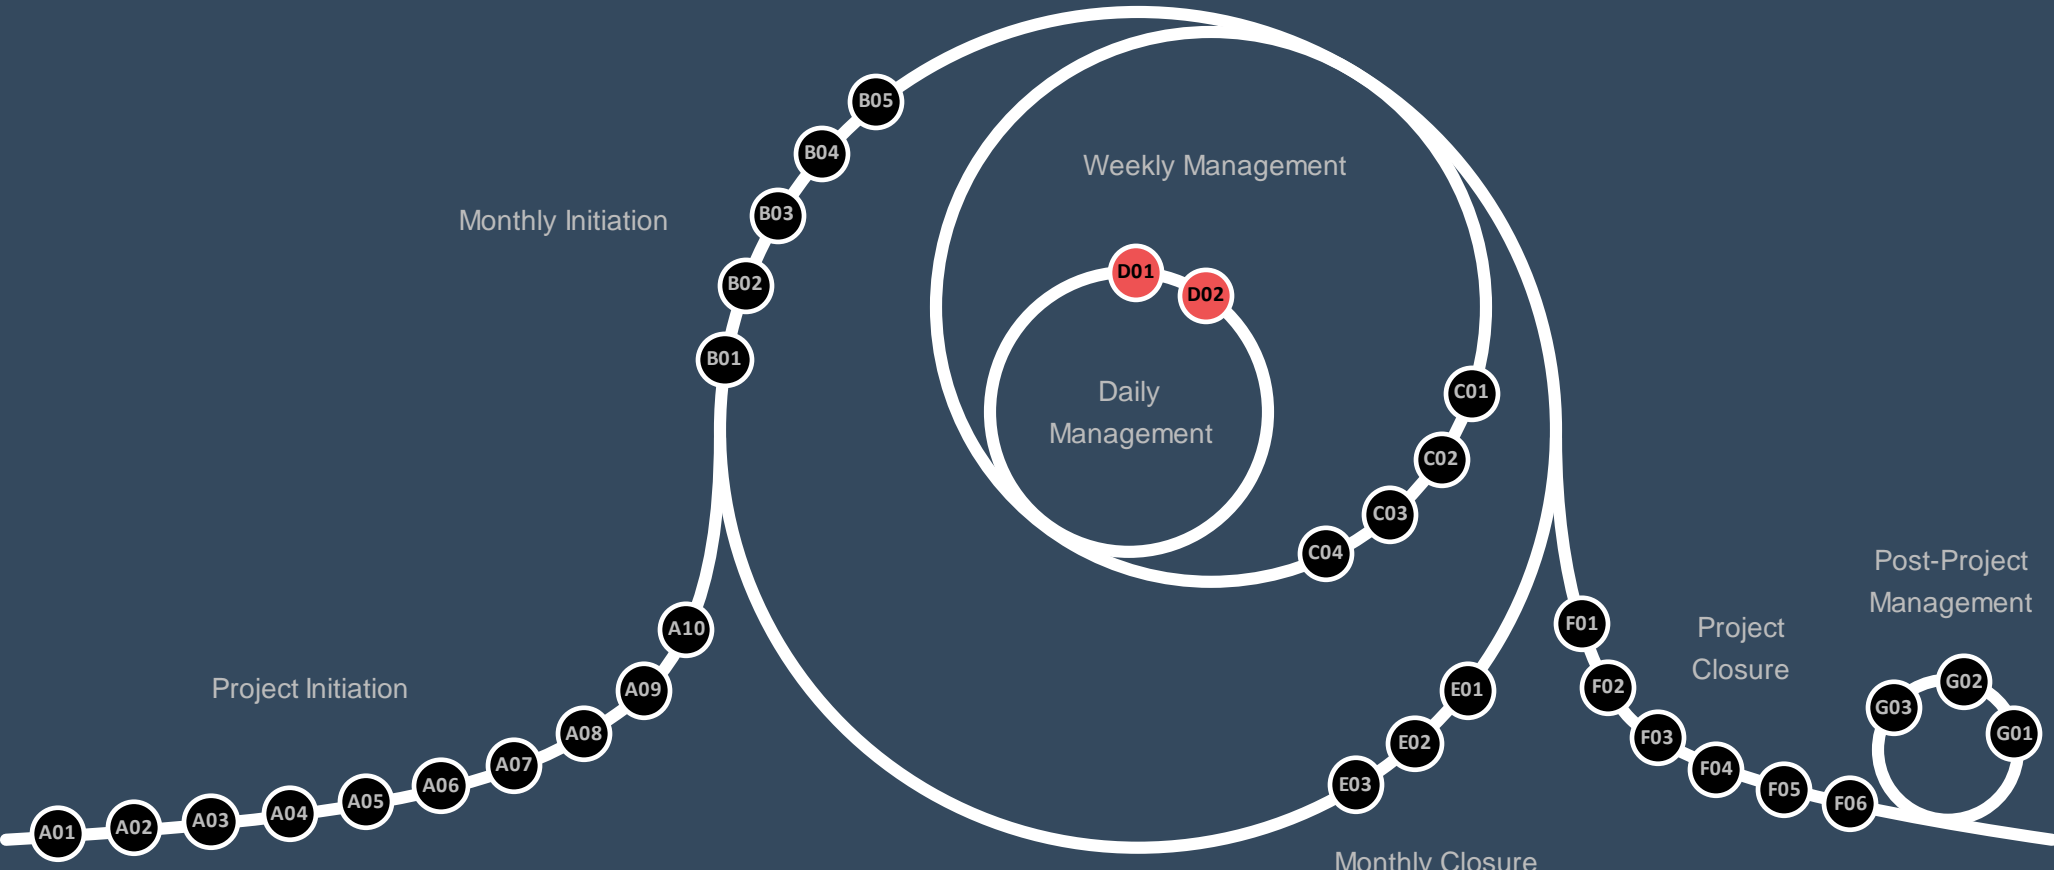 B05
B04
Weekly Management
Monthly Initiation
B03
B02
D01
D02
B01
Daily
Management
C01
C02
C03
C04
Post-Project
Management
Project
Closure
A10
F01
Project Initiation
A09
E01
F02
G02
G03
G01
A08
E02
F03
A07
F04
A06
E03
F05
A05
F06
A04
A03
A02
A01
Monthly Closure